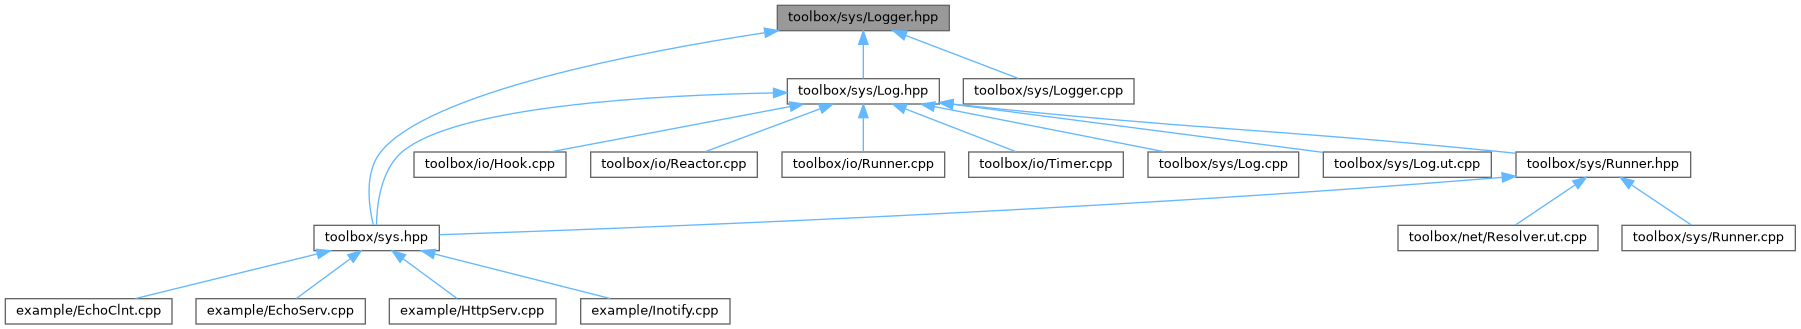 toolbox/sys/Logger.hpp
toolbox/sys/Log.hpp
toolbox/sys/Logger.cpp
toolbox/io/Hook.cpp
toolbox/io/Reactor.cpp
toolbox/io/Runner.cpp
toolbox/io/Timer.cpp
toolbox/sys/Log.cpp
toolbox/sys/Log.ut.cpp
toolbox/sys/Runner.hpp
toolbox/sys.hpp
toolbox/net/Resolver.ut.cpp
toolbox/sys/Runner.cpp
example/EchoClnt.cpp
example/EchoServ.cpp
example/HttpServ.cpp
example/Inotify.cpp